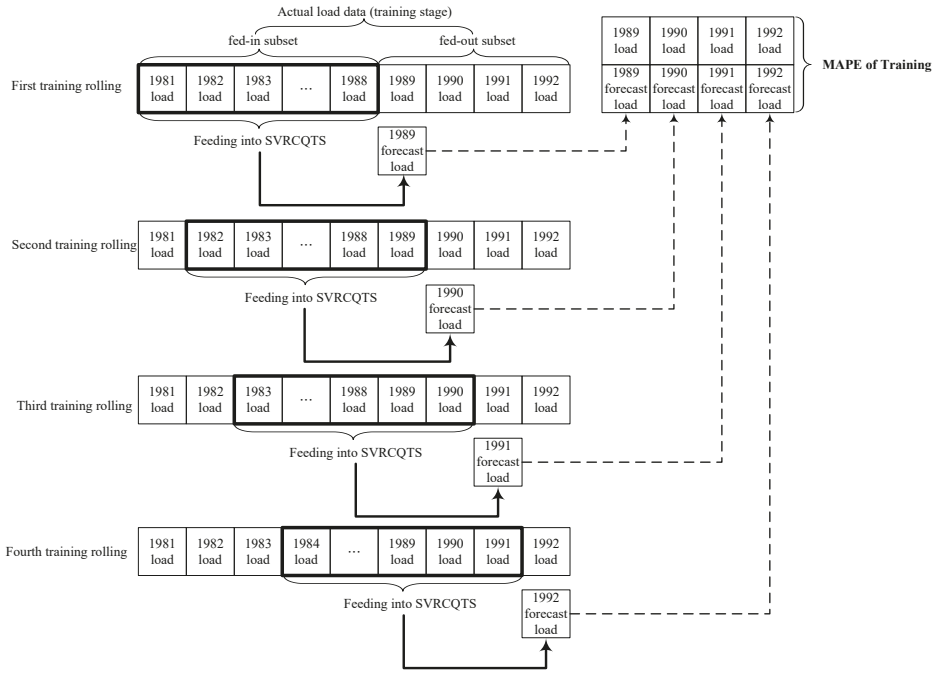 Actual load data (training stage)
fed-in subset
fed-out subset
First training rolling
1981 load
1982 load
1983 load
...
1988 load
1989 load
1990 load
1991 load
1992 load
Feeding into SVRCQTS
1989 forecast load
1989 load
1990 load
1991 load
1992 load
1989 forecast load
1990 forecast load
1991 forecast load
1992 forecast load
MAPE of Training
Second training rolling
1981 load
1982 load
1983 load
...
1988 load
1989 load
1990 load
1991 load
1992 load
Feeding into SVRCQTS
1990 forecast load
Third training rolling
1981 load
1982 load
1983 load
...
1988 load
1989 load
1990 load
1991 load
1992 load
Feeding into SVRCQTS
1991 forecast load
Fourth training rolling
1981 load
1982 load
1983 load
1984 load
...
1989 load
1990 load
1991 load
1992 load
Feeding into SVRCQTS
1992 forecast load